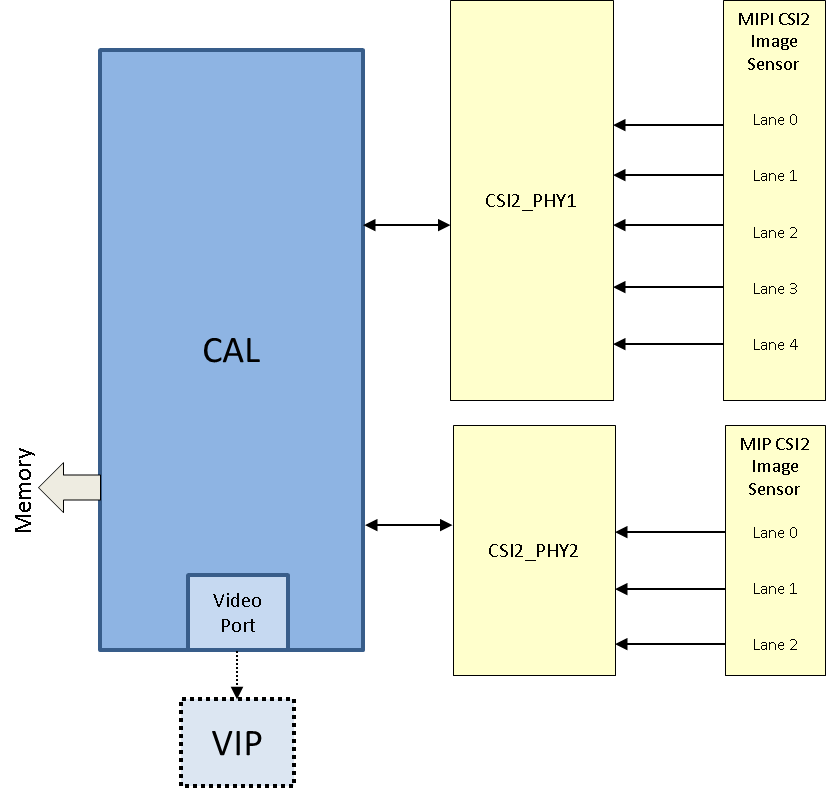 MIPI CSI2
Image
Sensor
Lane 0
Lane 1
CSI2_PHY1
Lane 2
Lane 3
Lane 4
CAL
MIP CSI2
Image
Sensor
Memory
Lane 0
CSI2_PHY2
Lane 1
Video
Port
Lane 2
VIP